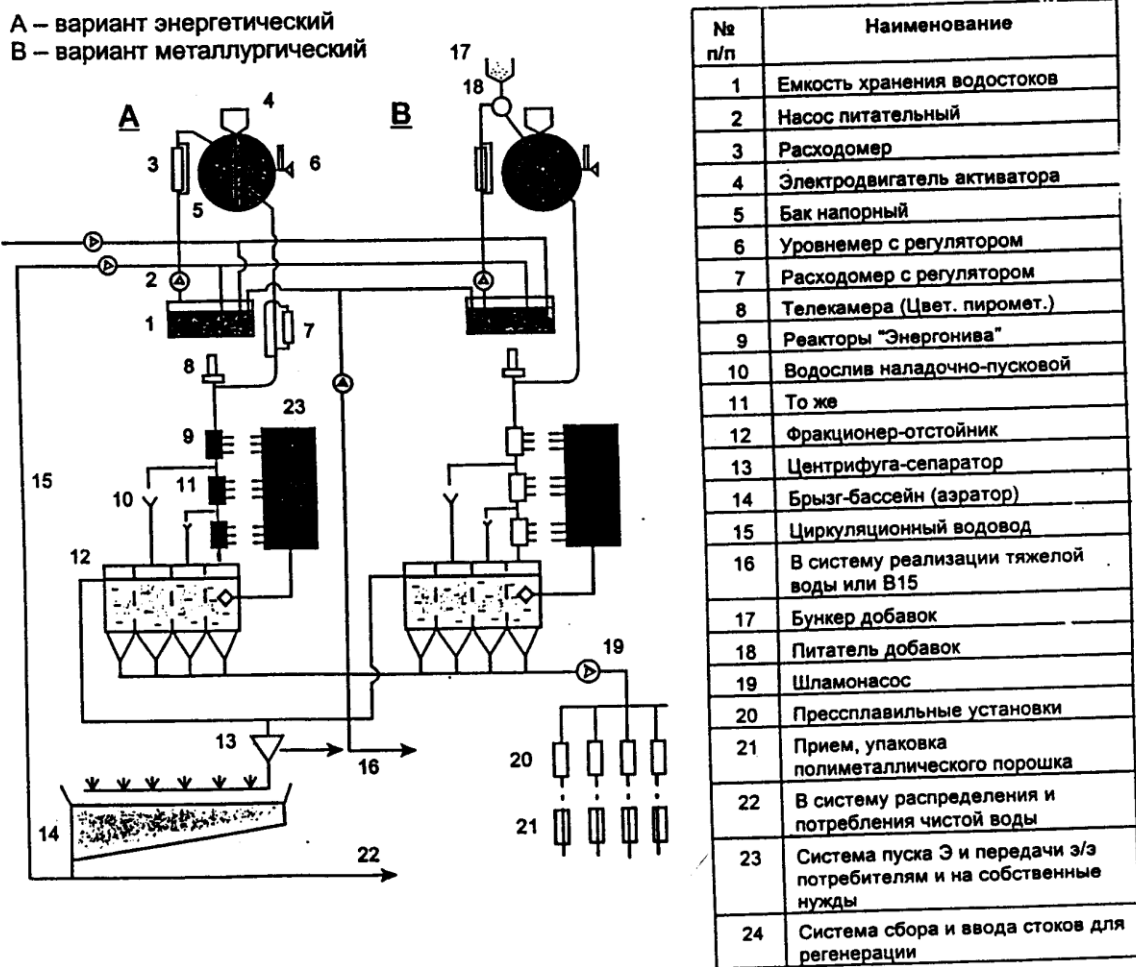 А – вариант энергетический
В – вариант металлургический
А
В
17
18
4
3
6
5
2
1
7
8
23
9
15
10
11
12
19
13
16
20
14
21
22
№ п/п Наименование
1 Емкость хранения водостоков
2 Насос питательный
3 Расходомер
4 Электродвигатель активатора
5 Бак напорный
6 Уровнемер с регулятором
7 Расходомер с регулятором
8 Телекамера (Цвет. пиромет.)
9 Реакторы "Энергонива"
10 Водослив наладочно-пусковой
11 То же
12 Фракционер-отстойник
13 Центрифуга-сепаратор
14 Брызг-бассейн (аэратор)
15 Циркуляционный водовод
16 В систему реализации тяжелой
воды или В15
17 Бункер добавок
18 Питатель добавок
19 Шламонасос
20 Прессплавильные установки
21 Прием, упаковка
полиметаллического порошка
22 В систему распределения и
потребления чистой воды
23 Система пуска Э и передачи э/э
потребителям и на собственные
нужды
24 Система сбора и ввода стоков для
регенерации